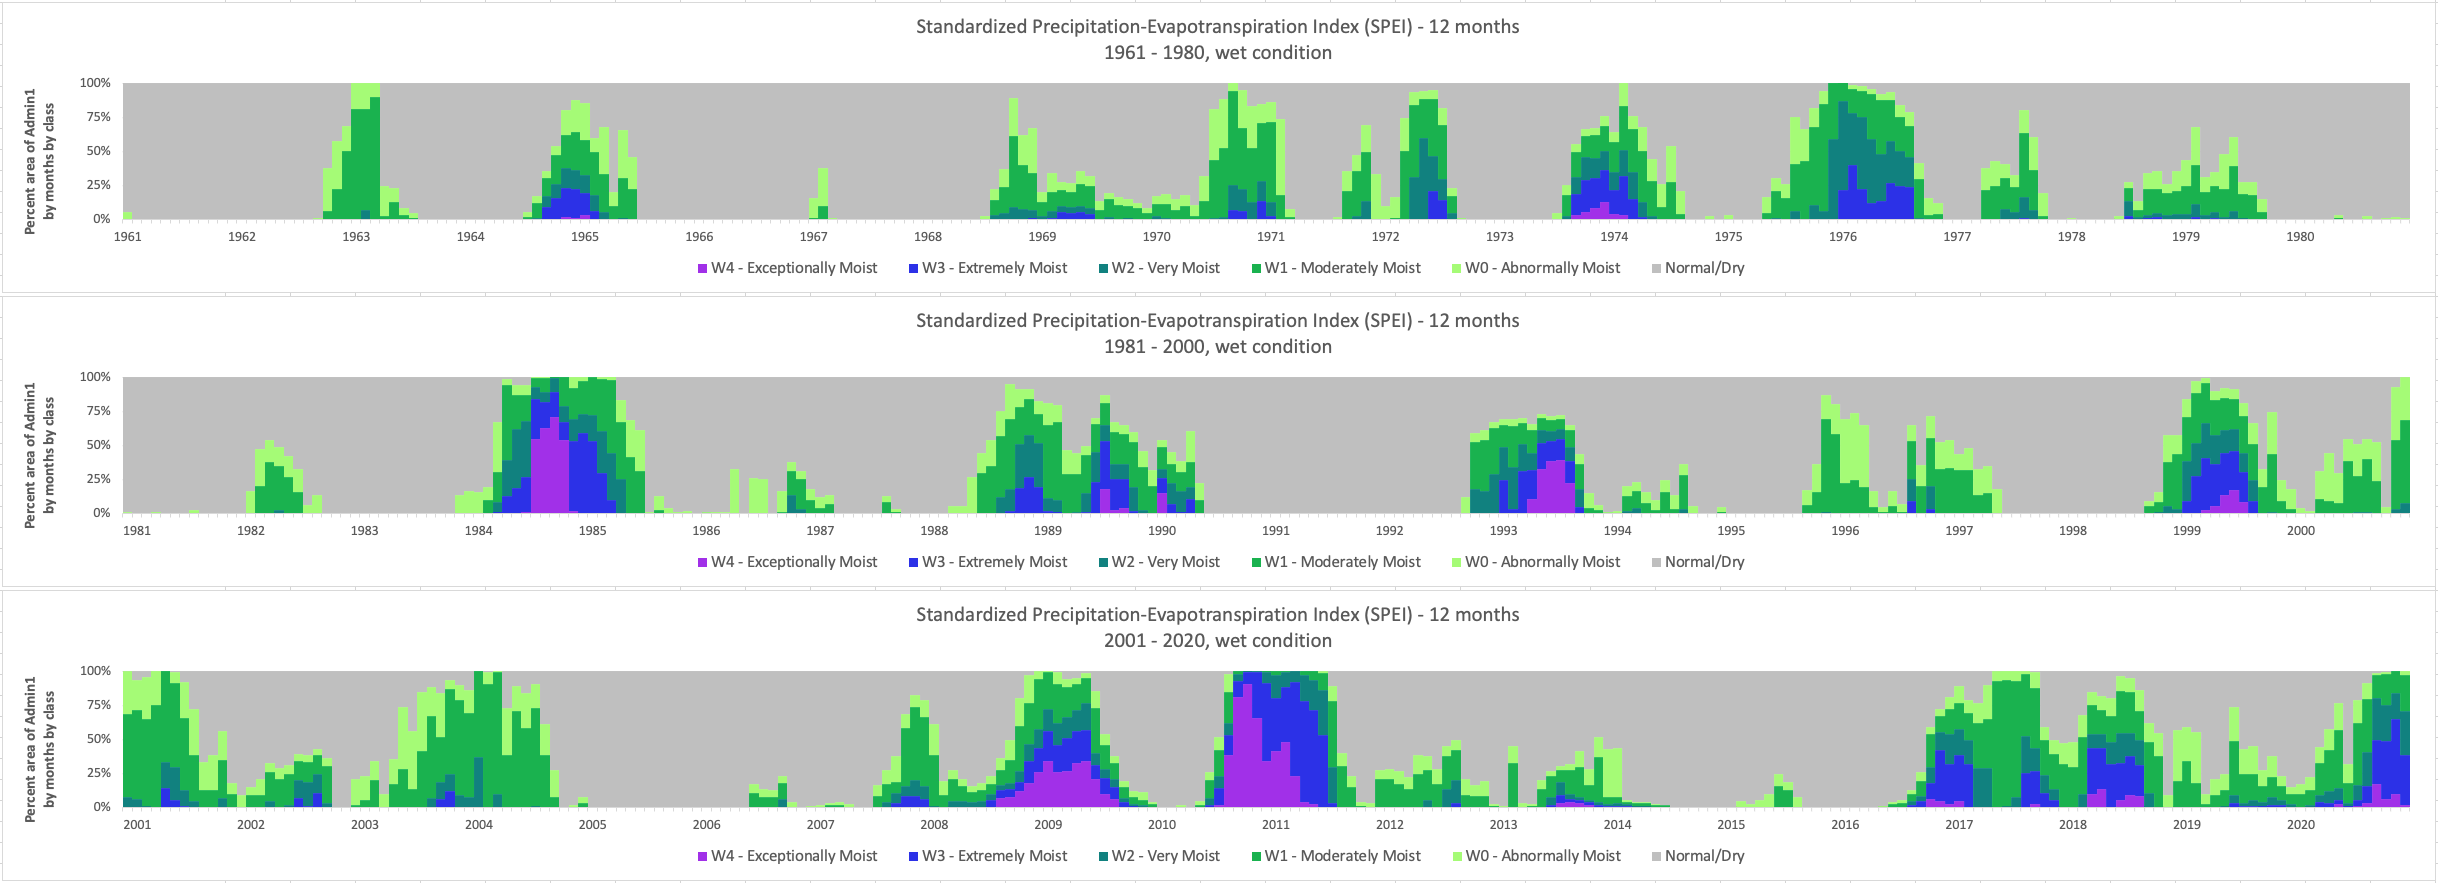 Standardized Precipitation-Evapotranspiration Index (SPEI) - 12 months
1961 - 1980, wet condition
Percent area of Admin1
by months by class
100%
75%
50%
25%
0%
1961 1962 1963 1964 1965 1966 1967 1968 1969 1970 1971 1972 1973 1974 1975 1976 1977 1978 1979 1980
W4 - Exceptionally Moist W3 - Extremely Moist W2 - Very Moist W1 - Moderately Moist W0 - Abnormally Moist Normal/Dry
Standardized Precipitation-Evapotranspiration Index (SPEI) - 12 months
1981 - 2000, wet condition
Percent area of Admin1
by months by class
100%
75%
50%
25%
0%
1981 1982 1983 1984 1985 1986 1987 1988 1989 1990 1991 1992 1993 1994 1995 1996 1997 1998 1999 2000
W4 - Exceptionally Moist W3 - Extremely Moist W2 - Very Moist W1 - Moderately Moist W0 - Abnormally Moist Normal/Dry
Standardized Precipitation-Evapotranspiration Index (SPEI) - 12 months
2001 - 2020, wet condition
Percent area of Admin1
by months by class
100%
75%
50%
25%
0%
2001 2002 2003 2004 2005 2006 2007 2008 2009 2010 2011 2012 2013 2014 2015 2016 2017 2018 2019 2020
W4 - Exceptionally Moist W3 - Extremely Moist W2 - Very Moist W1 - Moderately Moist W0 - Abnormally Moist Normal/Dry